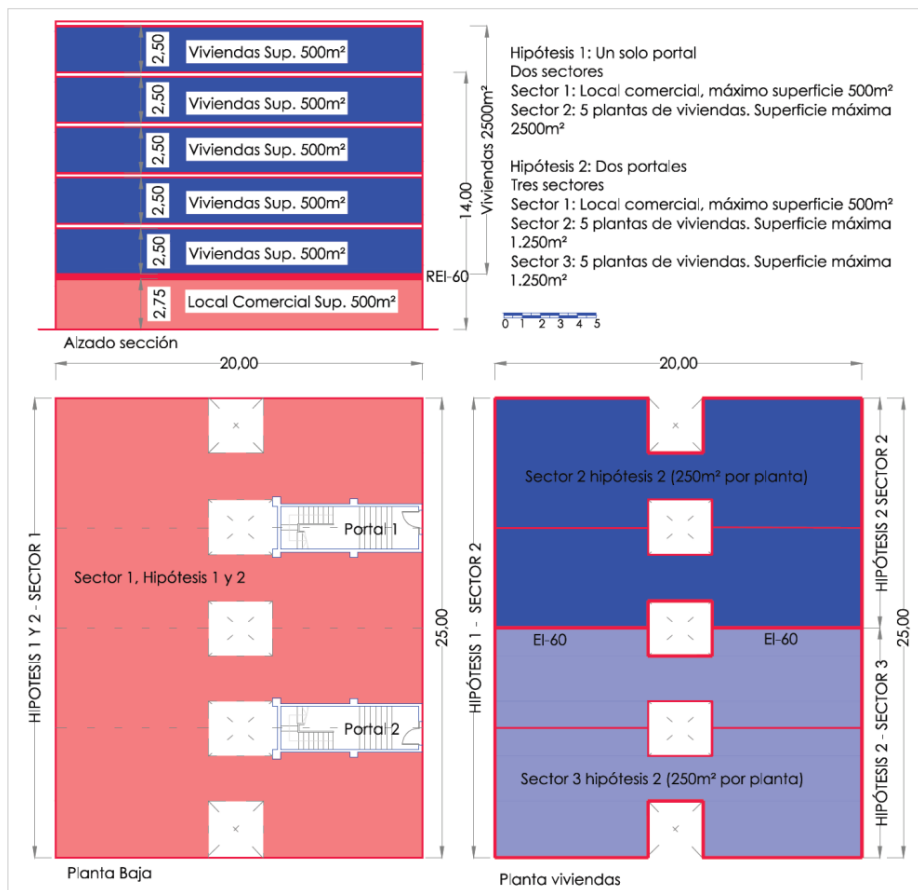 2,50
Viviendas Sup. 500m²
2,50
Viviendas Sup. 500m²
2,50
Viviendas Sup. 500m²
2,50
Viviendas Sup. 500m²
2,50
Viviendas Sup. 500m²
2,75
Local Comercial Sup. 500m²
14,00
Viviendas 2500m²
REI-60
Alzado sección
Hipótesis 1: Un solo portal
Dos sectores
Sector 1: Local comercial, máximo superficie 500m²
Sector 2: 5 plantas de viviendas. Superficie máxima
2500m²
Hipótesis 2: Dos portales
Tres sectores
Sector 1: Local comercial, máximo superficie 500m²
Sector 2: 5 plantas de viviendas. Superficie máxima
1.250m²
Sector 3: 5 plantas de viviendas. Superficie máxima
1.250m²
0 1 2 3 4 5
20,00
HIPOTESIS 1 Y 2 - SECTOR 1
Portal 1
Sector 1, Hipótesis 1 y 2
Portal 2
25,00
Planta Baja
20,00
HIPÓTESIS 1 - SECTOR 2
Sector 2 hipótesis 2 (250m² por planta)
EI-60
EI-60
Sector 3 hipótesis 2 (250m² por planta)
HIPÓTESIS 2 SECTOR 2
HIPÓTESIS 2 - SECTOR 3
25,00
Planta viviendas